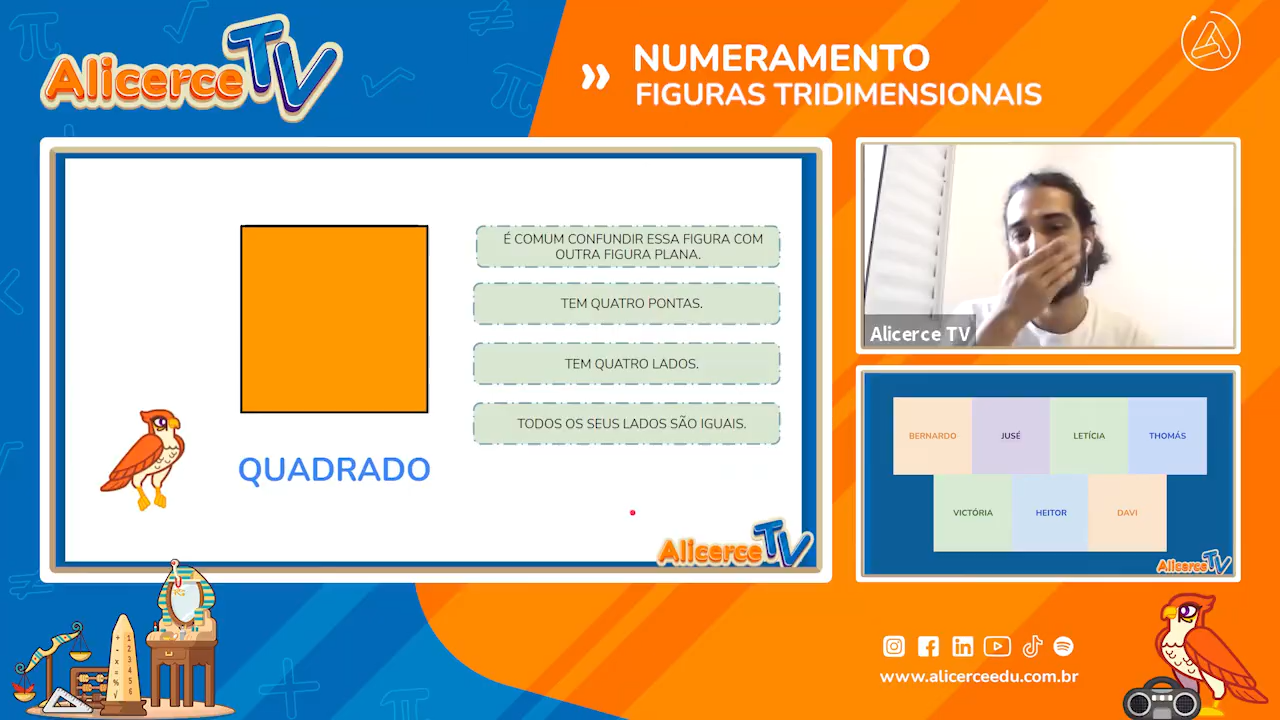 Alicerce TV
NUMERAMENTO
FIGURAS TRIDIMENSIONAIS
É COMUM CONFUNDIR ESSA FIGURA COM
OUTRA FIGURA PLANA.
TEM QUATRO PONTAS.
TEM QUATRO LADOS.
TODOS OS SEUS LADOS SÃO IGUAIS.
QUADRADO
Alicerce TV
Alicerce TV
BERNARDO JUSÉ LETÍCIA THOMÁS
VICTÓRIA HEITOR DAVI
Alicerce TV
www.alicerceedu.com.br